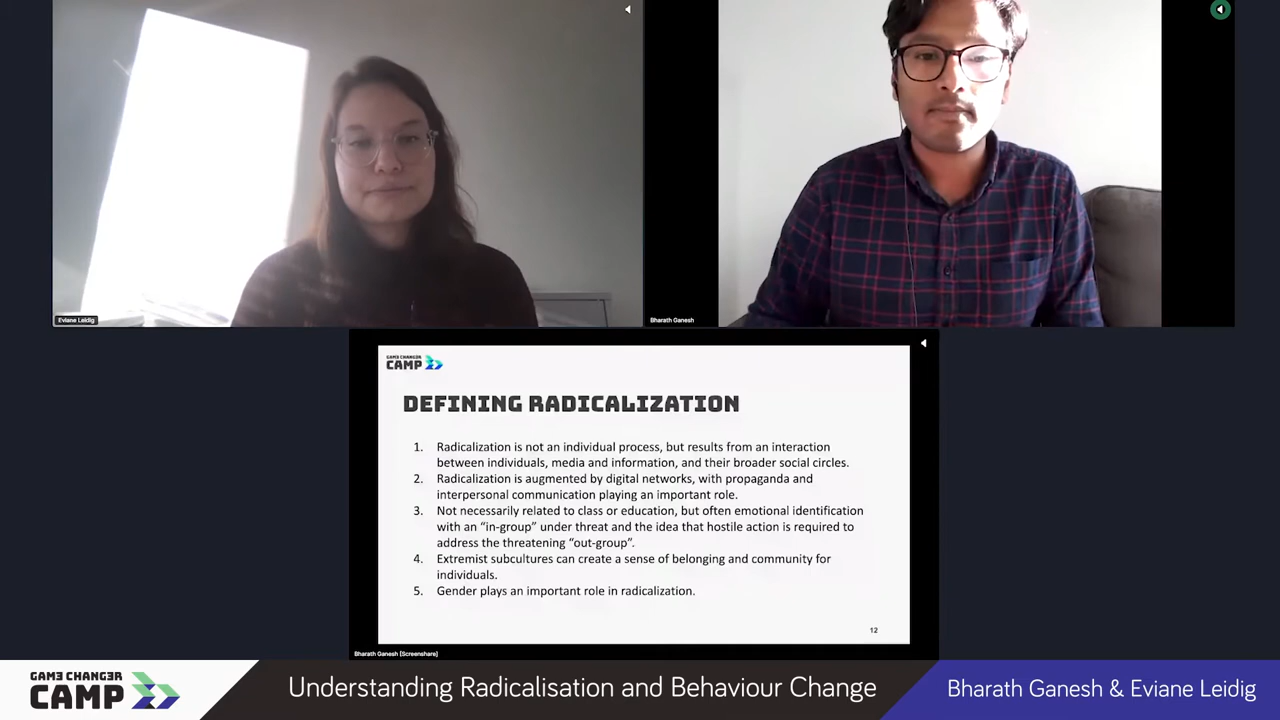 Eviane Leidig
Bharath Ganesh
GAM3 CHANG3R
CAMP
DEFINING RADICALIZATION
1. Radicalization is not an individual process, but results from an interaction
between individuals, media and information, and their broader social circles.
2. Radicalization is augmented by digital networks, with propaganda and
interpersonal communication playing an important role.
3. Not necessarily related to class or education, but often emotional identification
with an “in-group” under threat and the idea that hostile action is required to
address the threatening “out-group”.
4. Extremist subcultures can create a sense of belonging and community for
individuals.
5. Gender plays an important role in radicalization.
12
Bharath Ganesh [Screenshare]
GAM3 CHANG3R
CAMP
Understanding Radicalisation and Behaviour Change
Bharath Ganesh & Eviane Leidig